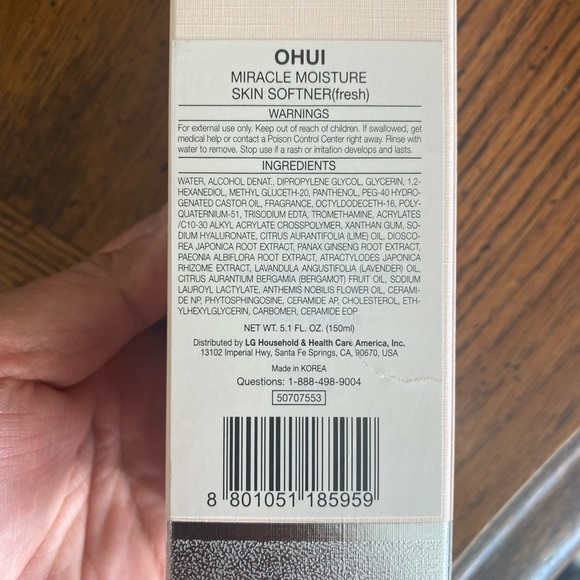 OHUI
MIRACLE MOISTURE
SKIN SOFTNER(fresh)
WARNINGS
For external use only. Keep out of reach of children. If swallowed, get
medical help or contact a Poison Control Center right away. Rinse with
water to remove. Stop use if a rash or irritation develops and lasts.
INGREDIENTS
WATER, ALCOHOL DENAT., DIPROPYLENE GLYCOL, GLYCERIN, 1,2-
HEXANEDIOL, METHYL GLUCETH-20, PANTHENOL, PEG-40 HYDRO-
GENATED CASTOR OIL, FRAGRANCE, OCTYLDODECETH-16, POLY-
QUATERNIUM-51, TRISODIUM EDTA, TROMETHAMINE, ACRYLATES
/C10-30 ALKYL ACRYLATE CROSSPOLYMER, XANTHAN GUM, SO-
DIUM HYALURONATE, CITRUS AURANTIFOLIA (LIME) OIL, DIOSCO-
REA JAPONICA ROOT EXTRACT, PANAX GINSENG ROOT EXTRACT,
PAEONIA ALBIFLORA ROOT EXTRACT, ATRACTYLODES JAPONICA
RHIZOME EXTRACT, LAVANDULA ANGUSTIFOLIA (LAVENDER) OIL,
CITRUS AURANTIUM BERGAMIA (BERGAMOT) FRUIT OIL, SODIUM
LAUROYL LACTYLATE, ANTHEMIS NOBILIS FLOWER OIL, CERAMI-
DE NP, PHYTOSPHINGOSINE, CERAMIDE AP, CHOLESTEROL, ETH-
YLHEXYLGLYCERIN, CARBOMER, CERAMIDE EOP
NET WT. 5.1 FL. OZ (150ml)
Distributed by LG Household & Health Care America, Inc.
13102 Imperial Hwy, Santa Fe Springs, CA, 90670, USA
Made in KOREA
Questions: 1-888-498-9004
50707553
8 801051 185959